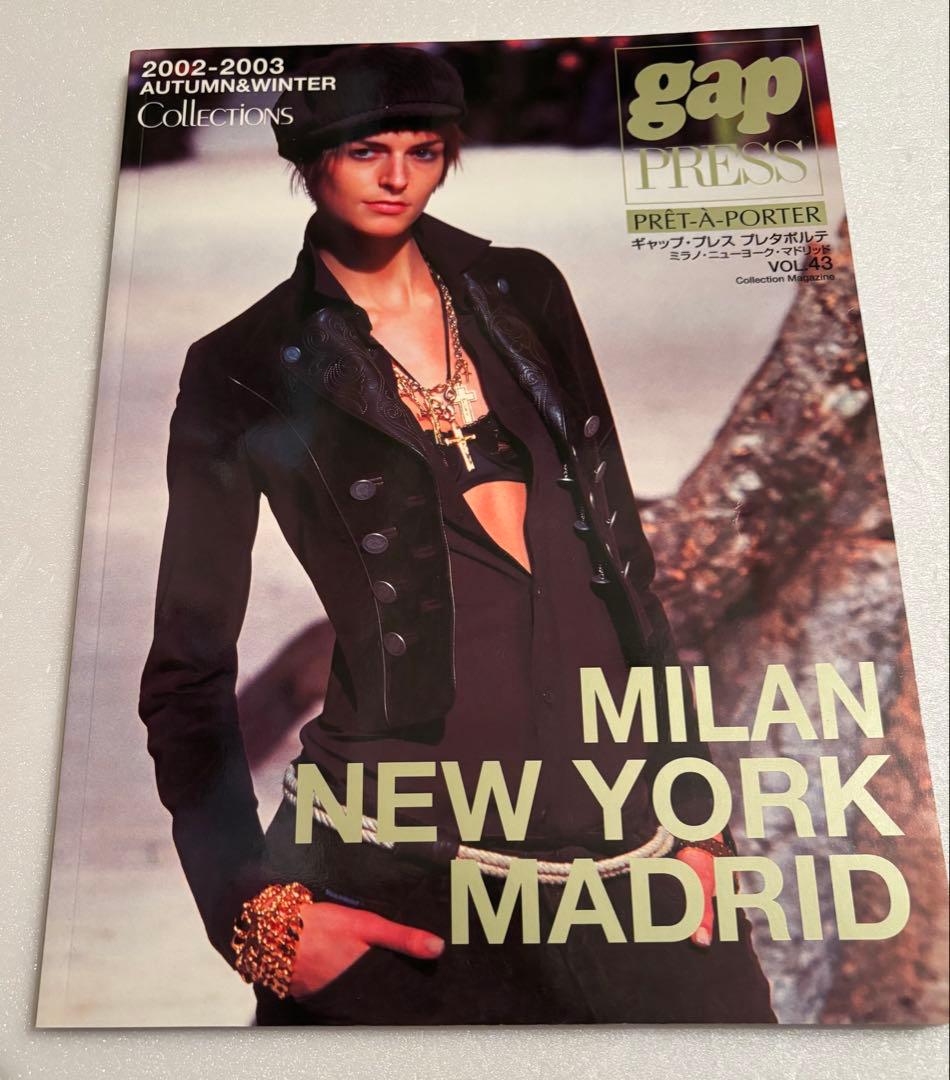 2002-2003
AUTUMN&WINTER
COLLECTIONS
gap
PRESS
PRÊT-À-PORTER
ギャップ・プレス プレタポルテ
ミラノ・ニューヨーク・マドリッド
VOL.43
Collection Magazine
MILAN
NEW YORK
MADRID